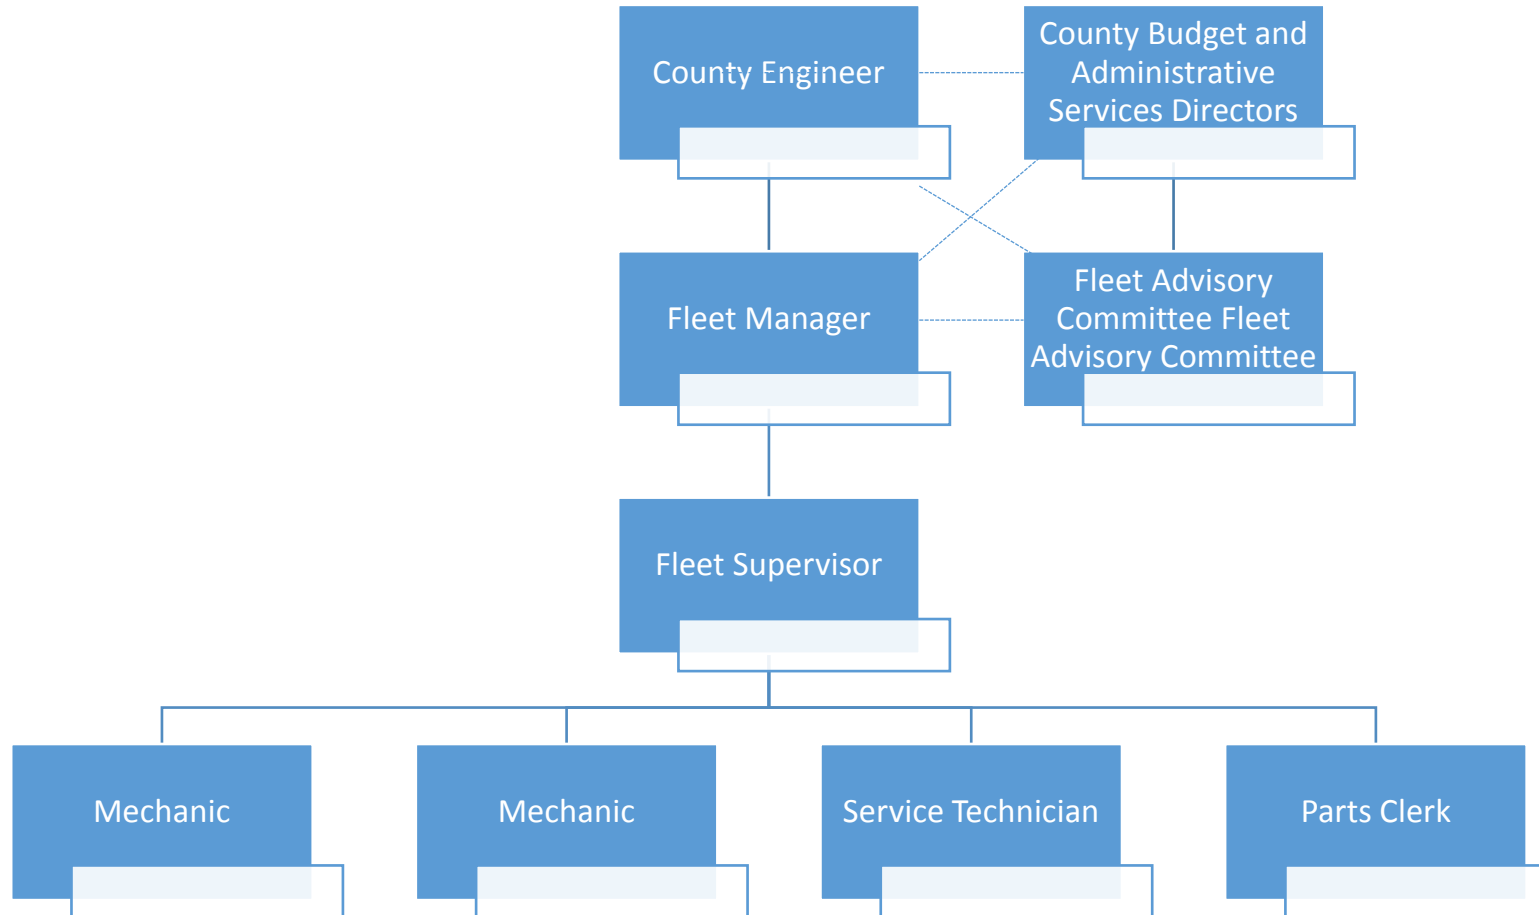 County Engineer
County Budget and
Administrative
Services Directors
Fleet Manager
Fleet Advisory
Committee Fleet
Advisory Committee
Fleet Supervisor
Mechanic
Mechanic
Service Technician
Parts Clerk